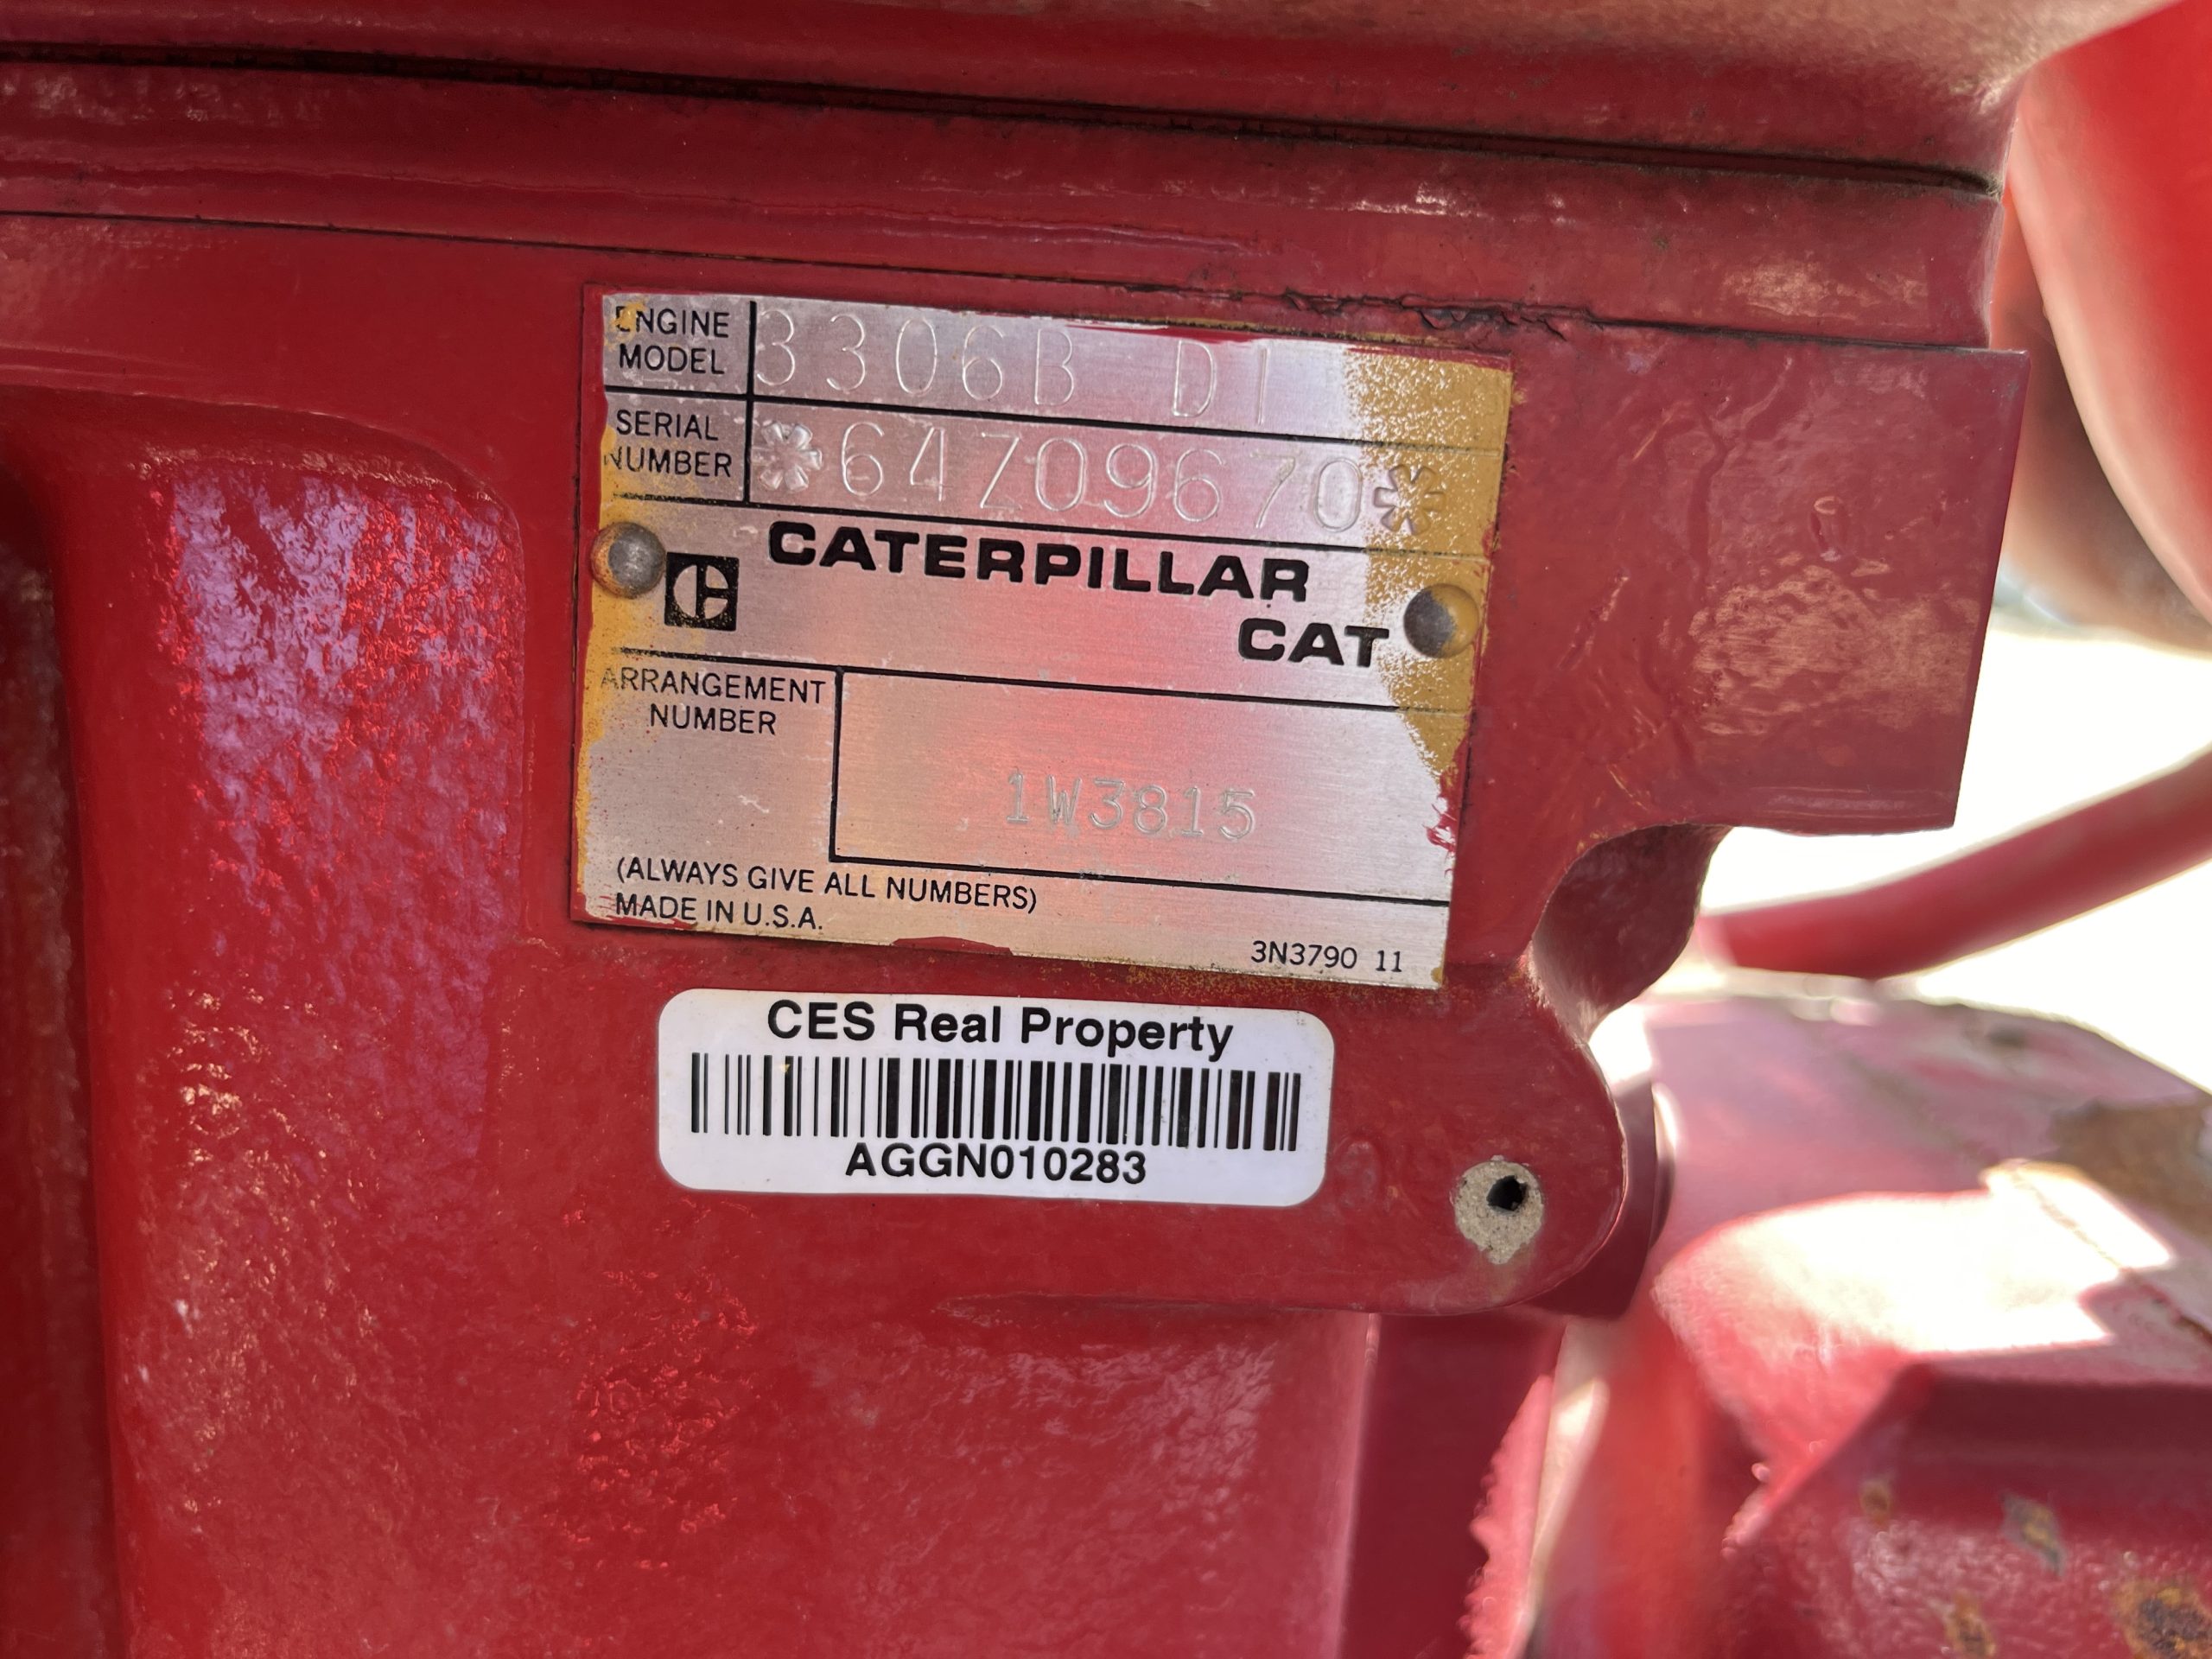 ENGINE MODEL 3306B DI
SERIAL NUMBER *64Z09670*
CATERPILLAR
CAT
ARRANGEMENT NUMBER 1W3815
(ALWAYS GIVE ALL NUMBERS)
MADE IN U.S.A.
3N3790 11
CES Real Property
AGGN010283